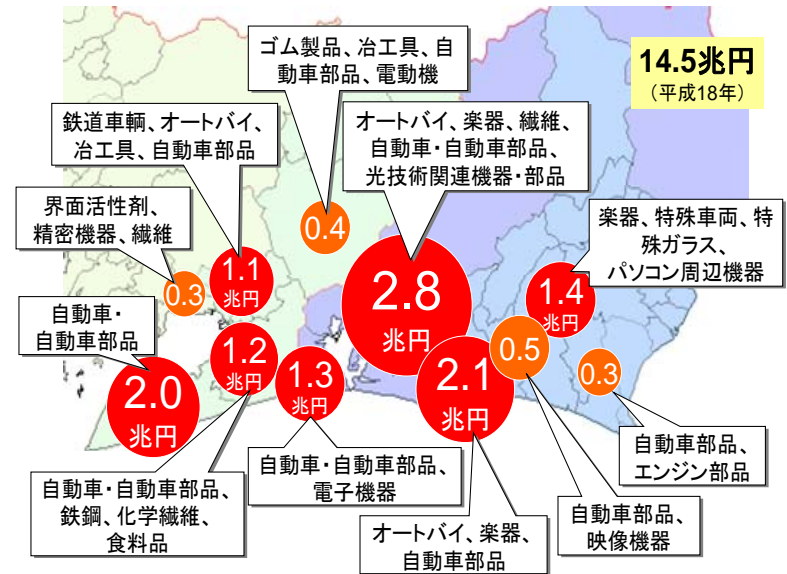 ゴム製品、冶工具、自
動車部品、電動機
14.5兆円
（平成18年）
鉄道車輌、オートバイ、
冶工具、自動車部品
オートバイ、楽器、繊維、
自動車・自動車部品、
光技術関連機器・部品
界面活性剤、
精密機器、繊維
楽器、特殊車両、特
殊ガラス、
パソコン周辺機器
0.4
1.1
兆円
0.3
2.8
兆円
1.4
兆円
自動車・
自動車部品
1.2
兆円
0.5
2.0
兆円
1.3
兆円
2.1
兆円
0.3
自動車部品、
エンジン部品
自動車・自動車部品、
電子機器
自動車・自動車部品、
鉄鋼、化学繊維、
食料品
オートバイ、楽器、
自動車部品
自動車部品、
映像機器